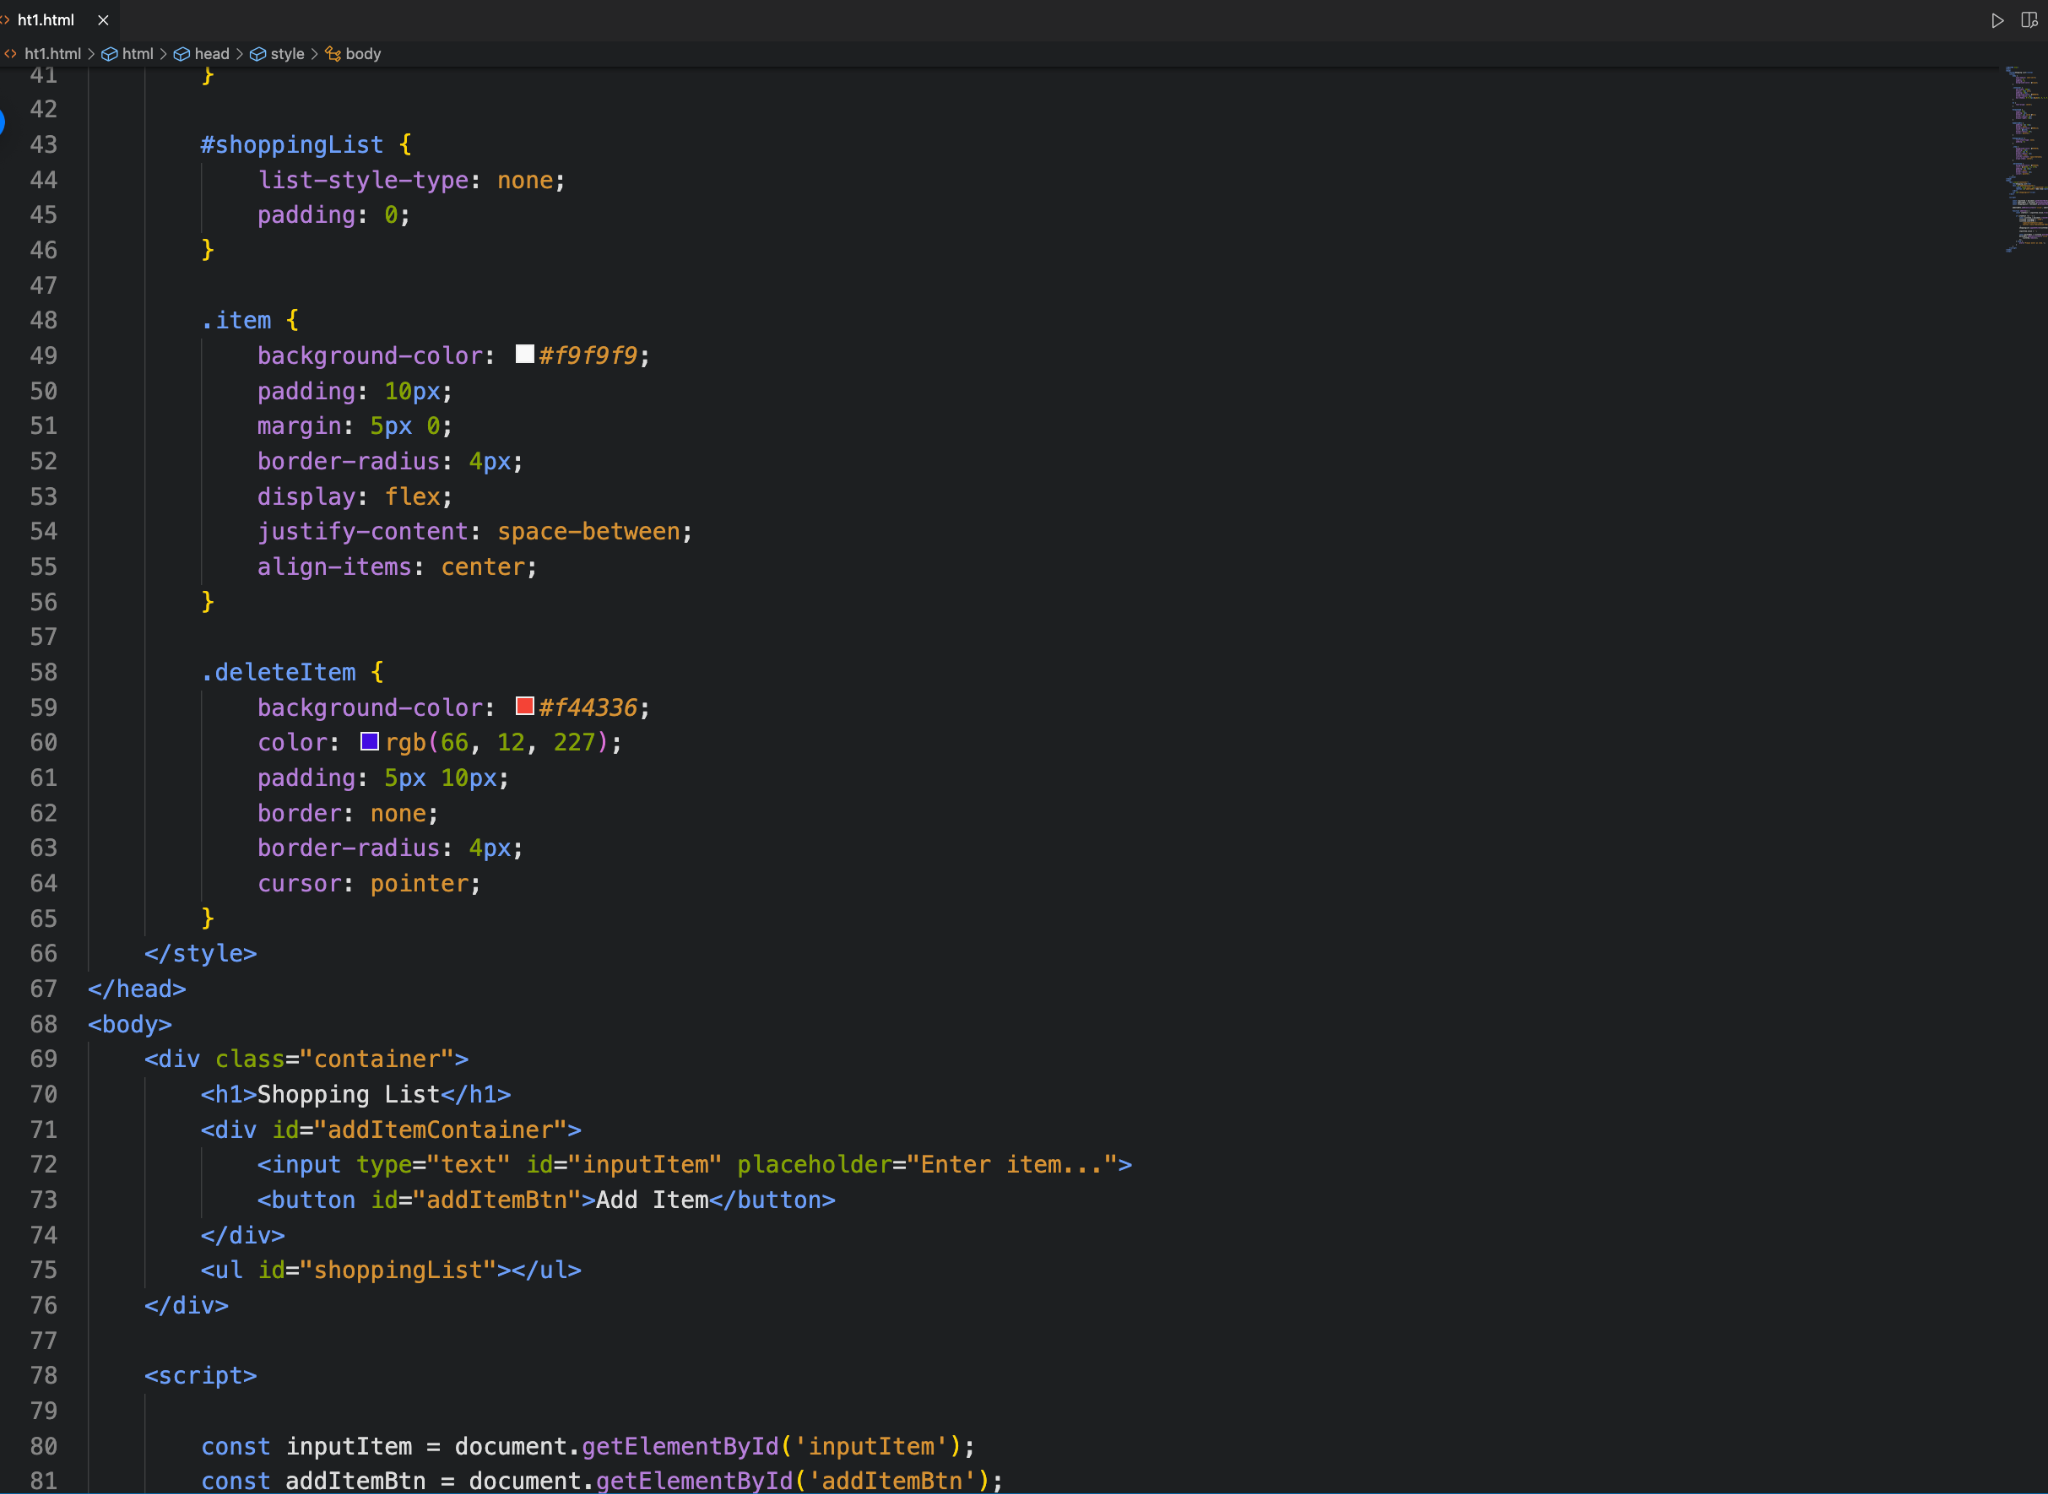 ht1.html
ht1.html > html > head > style > body
41 }
42
43 #shoppingList {
44 list-style-type: none;
45 padding: 0;
46 }
47
48 .item {
49 background-color: #f9f9f9;
50 padding: 10px;
51 margin: 5px 0;
52 border-radius: 4px;
53 display: flex;
54 justify-content: space-between;
55 align-items: center;
56 }
57
58 .deleteItem {
59 background-color: #f44336;
60 color: rgb(66, 12, 227);
61 padding: 5px 10px;
62 border: none;
63 border-radius: 4px;
64 cursor: pointer;
65 }
66 </style>
67 </head>
68 <body>
69 <div class="container">
70 <h1>Shopping List</h1>
71 <div id="addItemContainer">
72 <input type="text" id="inputItem" placeholder="Enter item...">
73 <button id="addItemBtn">Add Item</button>
74 </div>
75 <ul id="shoppingList"></ul>
76 </div>
77
78 <script>
79
80 const inputItem = document.getElementById('inputItem');
81 const addItemBtn = document.getElementById('addItemBtn');